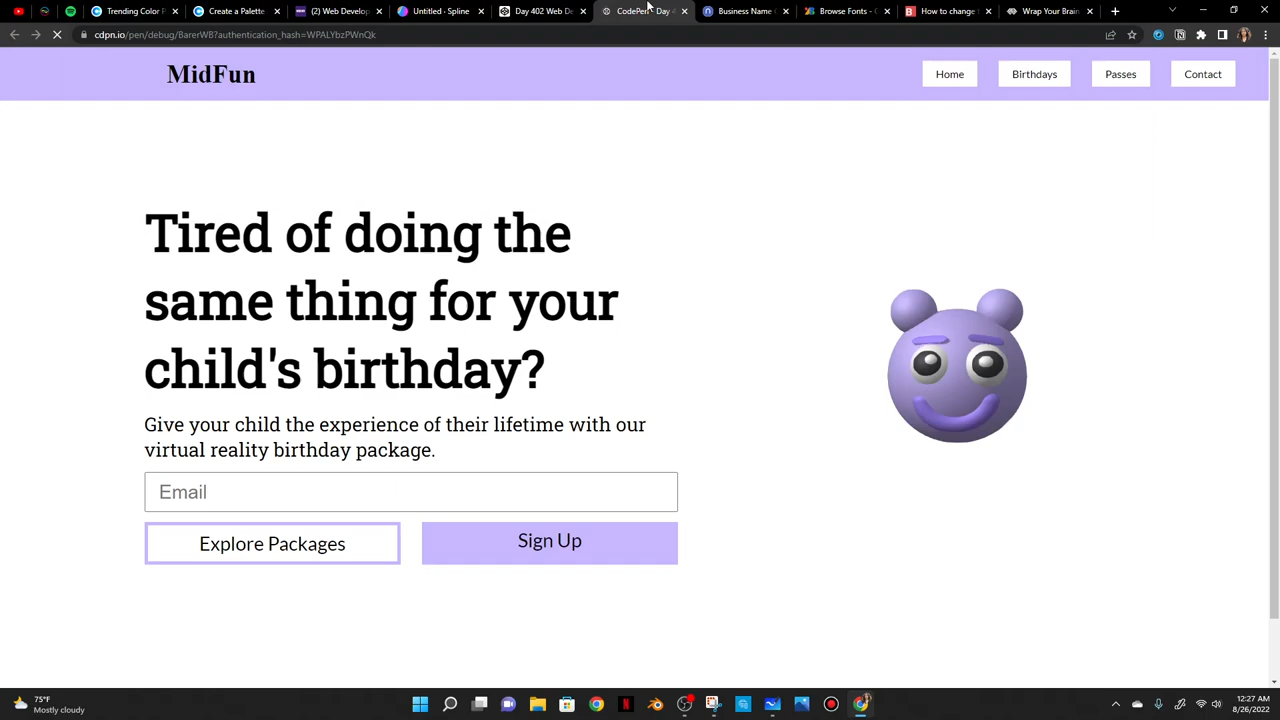 Trending Color P
Create a Palette
(2) Web Develop
Untitled - Spline
Day 402 Web De
CodePen - Day 4
Business Name G
Browse Fonts - G
How to change t
Wrap Your Brain
cdpn.io/pen/debug/BarerWB?authentication_hash=WPALYbzPWnQk
MidFun
Home
Birthdays
Passes
Contact
Tired of doing the
same thing for your
child's birthday?
Give your child the experience of their lifetime with our
virtual reality birthday package.
Email
Explore Packages
Sign Up
75°F
Mostly cloudy
12:27 AM
8/26/2022